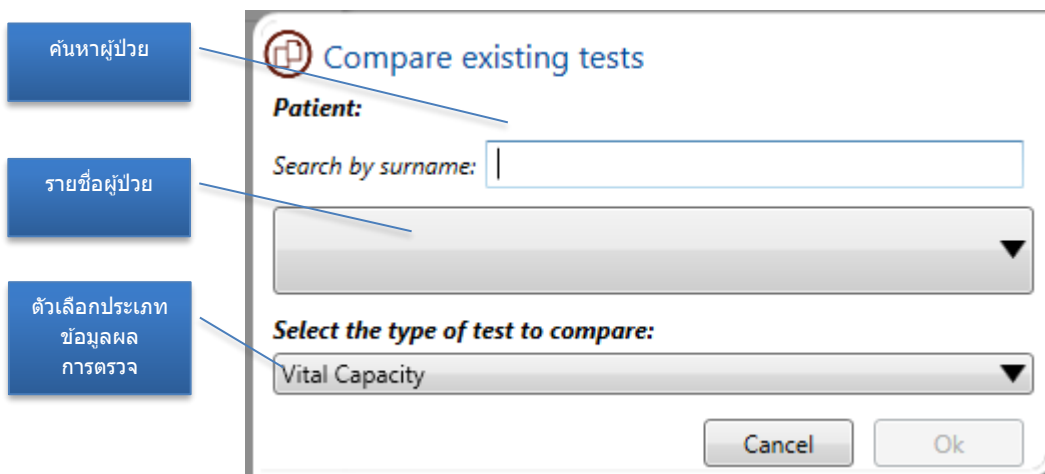 ค้นหาผู้ป่วย
Compare existing tests
Patient:
Search by surname:
รายชื่อผู้ป่วย
ตัวเลือกประเภท
ข้อมูลผล
การตรวจ
Select the type of test to compare:
Vital Capacity
Cancel
Ok